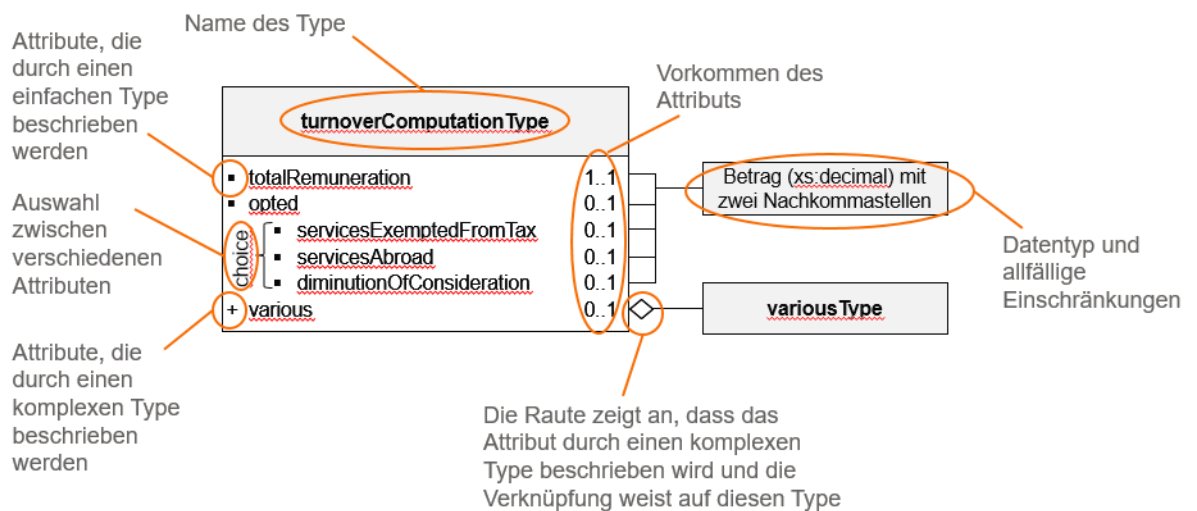 Name des Type
Attribute, die
durch einen
einfachen Type
beschrieben
werden
Vorkommen des
Attributs
turnoverComputationType
▪ totalRemuneration 1..1
▪ opted 0..1
choice
▪ servicesExemptedFromTax 0..1
▪ servicesAbroad 0..1
▪ diminutionOfConsideration 0..1
+ various 0..1
Betrag (xs:decimal) mit
zwei Nachkommastellen
variousType
Auswahl
zwischen
verschiedenen
Attributen
Datentyp und
allfällige
Einschränkungen
Attribute, die
durch einen
komplexen Type
beschrieben
werden
Die Raute zeigt an, dass das
Attribut durch einen komplexen
Type beschrieben wird und die
Verknüpfung weist auf diesen Type